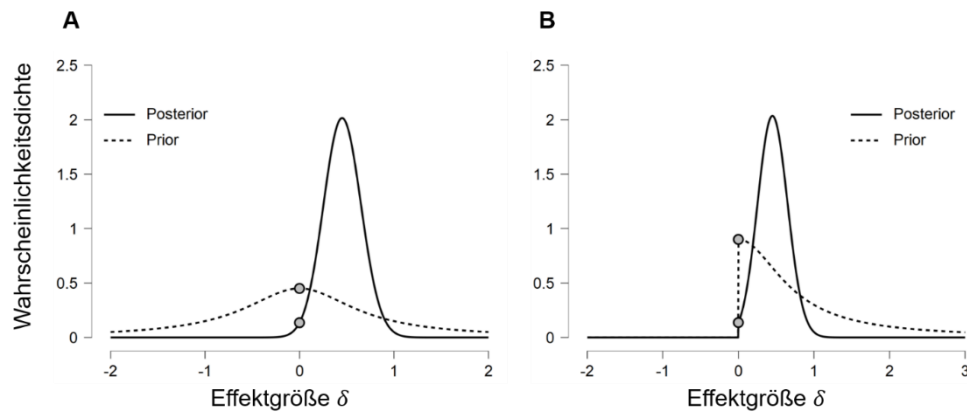 A
B
Wahrscheinlichkeitsdichte
2.5
2
1.5
1
0.5
0
Posterior
Prior
-2
-1
0
1
2
Effektgröße δ
2.5
2
1.5
1
0.5
0
Posterior
Prior
-2
-1
0
1
2
3
Effektgröße δ